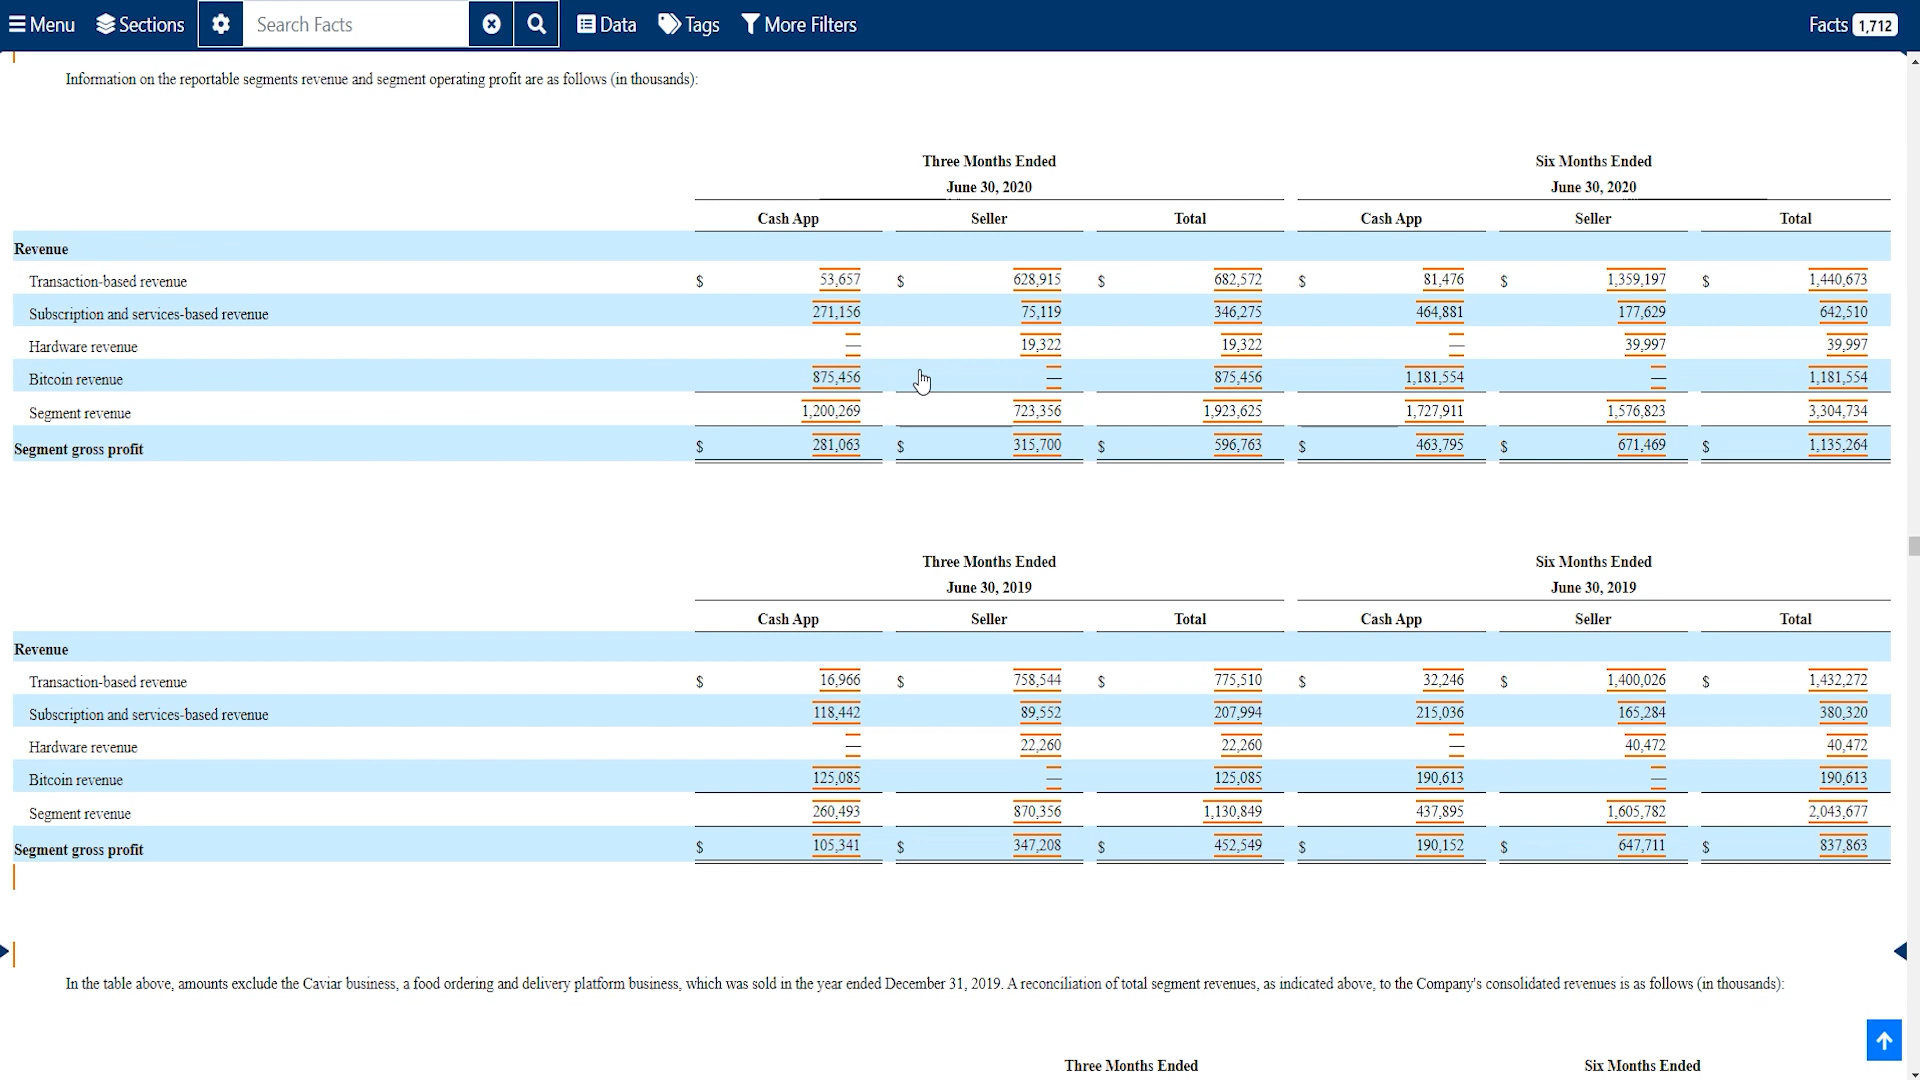 Menu Sections Search Facts Data Tags More Filters Facts 1,712
Information on the reportable segments revenue and segment operating profit are as follows (in thousands):
Three Months Ended Six Months Ended
June 30, 2020 June 30, 2020
Cash App Seller Total Cash App Seller Total
Revenue
Transaction-based revenue $ 53,657 $ 628,915 $ 682,572 $ 81,476 $ 1,359,197 $ 1,440,673
Subscription and services-based revenue 271,156 75,119 346,275 464,881 177,629 642,510
Hardware revenue — 19,322 19,322 — 39,997 39,997
Bitcoin revenue 875,456 — 875,456 1,181,554 — 1,181,554
Segment revenue 1,200,269 723,356 1,923,625 1,727,911 1,576,823 3,304,734
Segment gross profit $ 281,063 $ 315,700 $ 596,763 $ 463,795 $ 671,469 $ 1,135,264
Three Months Ended Six Months Ended
June 30, 2019 June 30, 2019
Cash App Seller Total Cash App Seller Total
Revenue
Transaction-based revenue $ 16,966 $ 758,544 $ 775,510 $ 32,246 $ 1,400,026 $ 1,432,272
Subscription and services-based revenue 118,442 89,552 207,994 215,036 165,284 380,320
Hardware revenue — 22,260 22,260 — 40,472 40,472
Bitcoin revenue 125,085 — 125,085 190,613 — 190,613
Segment revenue 260,493 870,356 1,130,849 437,895 1,605,782 2,043,677
Segment gross profit $ 105,341 $ 347,208 $ 452,549 $ 190,152 $ 647,711 $ 837,863
In the table above, amounts exclude the Caviar business, a food ordering and delivery platform business, which was sold in the year ended December 31, 2019. A reconciliation of total segment revenues, as indicated above, to the Company's consolidated revenues is as follows (in thousands):
Three Months Ended Six Months Ended